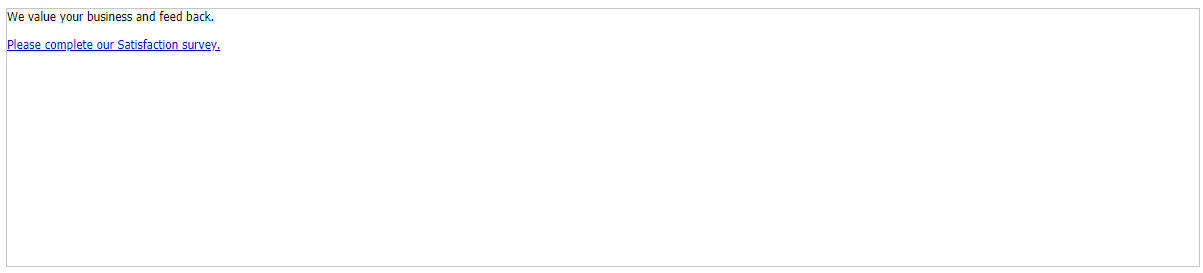 We value your business and feed back.
Please complete our Satisfaction survey.